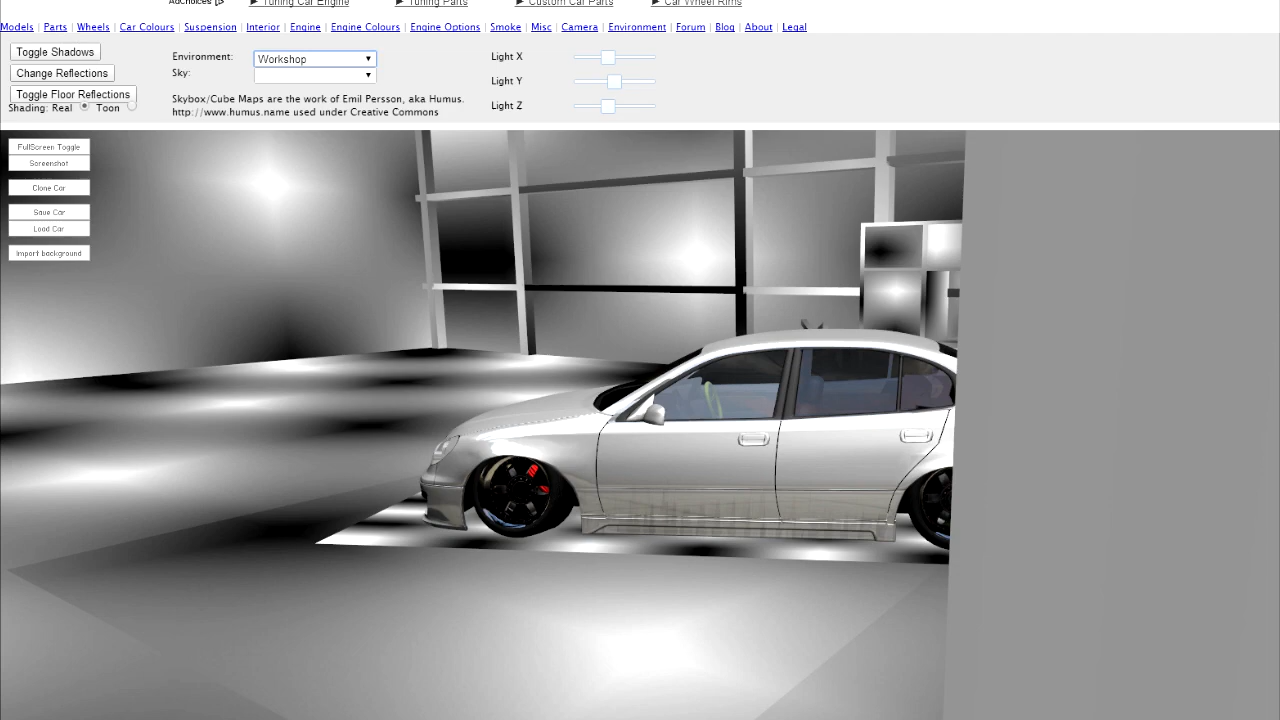 AdChoices ▶ Tuning Car Engine ▶ Tuning Parts ▶ Custom Car Parts ▶ Car Wheel Rims
Models | Parts | Wheels | Car Colours | Suspension | Interior | Engine | Engine Colours | Engine Options | Smoke | Misc | Camera | Environment | Forum | Blog | About | Legal
Toggle Shadows
Change Reflections
Toggle Floor Reflections
Shading: Real Toon
Environment: Workshop
Sky:
Skybox/Cube Maps are the work of Emil Persson, aka Humus.
http://www.humus.name used under Creative Commons
Light X
Light Y
Light Z
FullScreen Toggle
Screenshot
Clone Car
Save Car
Load Car
Import background